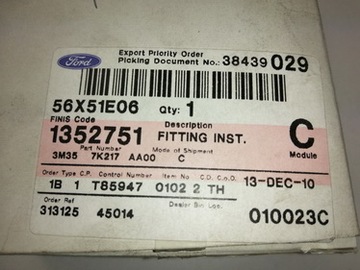 Ford
Export Priority Order
Picking Document No.: 38439 029
56X51E06 Qty: 1
FINIS Code Description
1352751 FITTING INST. C
Part Number Mode of Shipment Module
3M35 7K217 AA00 C
Order Type C.P. Control Number Item No C.D. C.o.O.
1B 1 T85947 0102 2 TH 13-DEC-10
Order Ref Dealer Bin Loc.
313125 45014 010023C